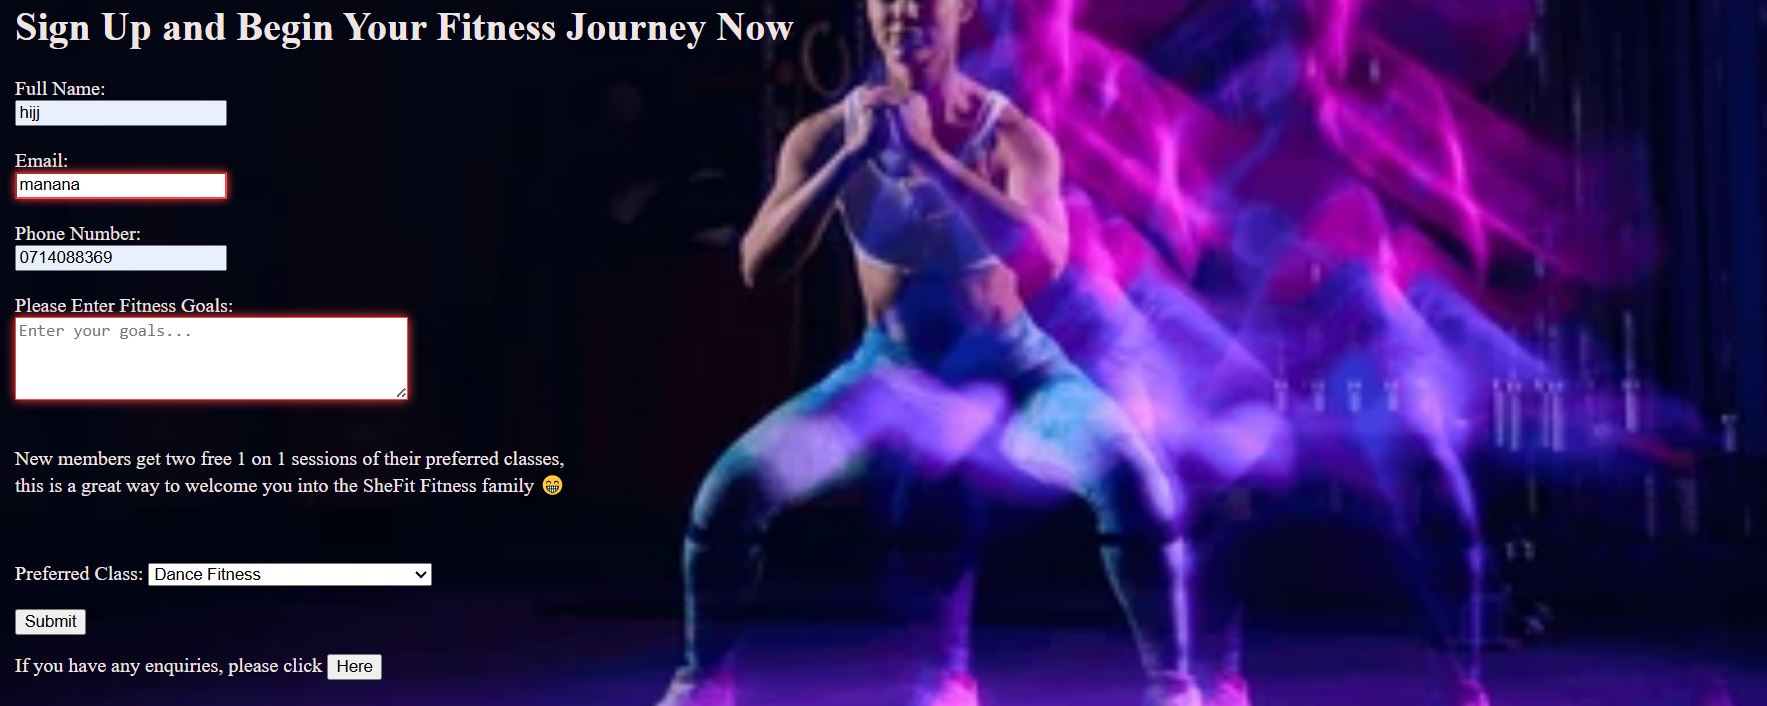 Sign Up and Begin Your Fitness Journey Now
Full Name:
hijj
Email:
manana
Phone Number:
0714088369
Please Enter Fitness Goals:
Enter your goals...
New members get two free 1 on 1 sessions of their preferred classes,
this is a great way to welcome you into the SheFit Fitness family 😁
Preferred Class: Dance Fitness
Submit
If you have any enquiries, please click Here